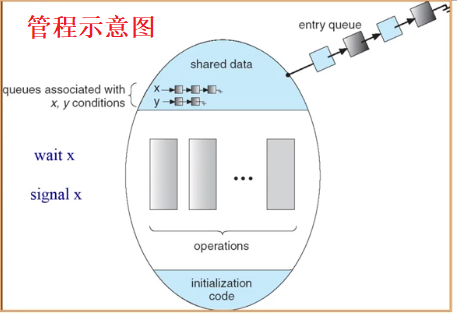 管程示意图
entry queue
shared data
queues associated with
x, y conditions
x
y
wait x
signal x
...
operations
initialization
code